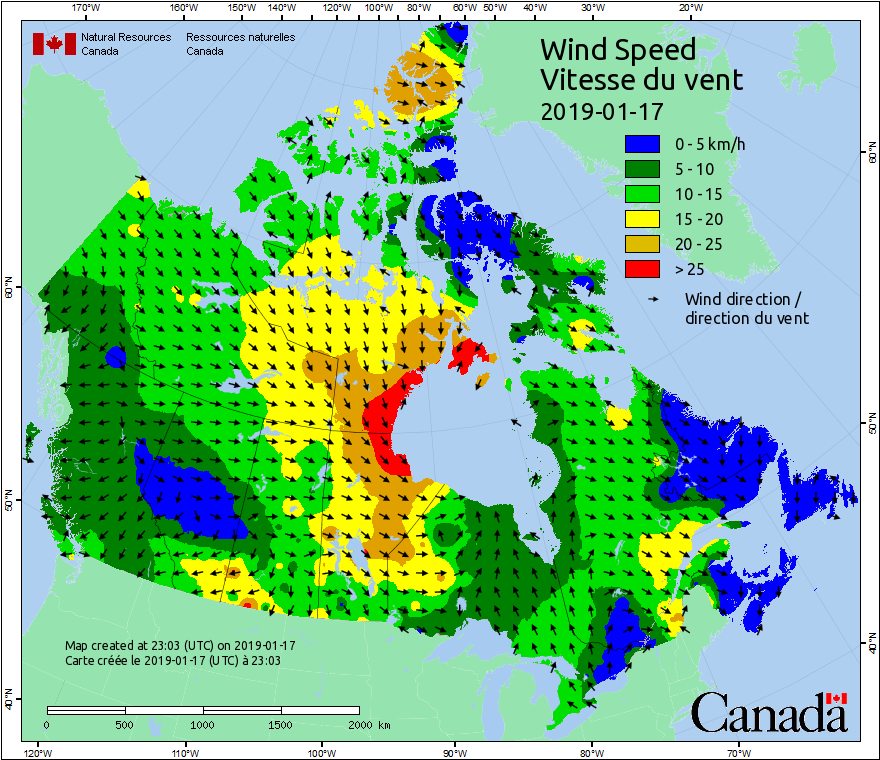 170°W 160°W 150°W 140°W 130°W 120°W 110°W 100°W 90°W 80°W 70°W 60°W 50°W 40°W 30°W 20°W
Natural Resources Ressources naturelles
Canada Canada
Wind Speed
Vitesse du vent
2019-01-17
0 - 5 km/h
5 - 10
10 - 15
15 - 20
20 - 25
> 25
Wind direction /
direction du vent
60°N 60°N
50°N 50°N
40°N 40°N
Map created at 23:03 (UTC) on 2019-01-17
Carte créée le 2019-01-17 (UTC) à 23:03
0 500 1000 1500 2000 km
Canada
120°W 110°W 100°W 90°W 80°W 70°W